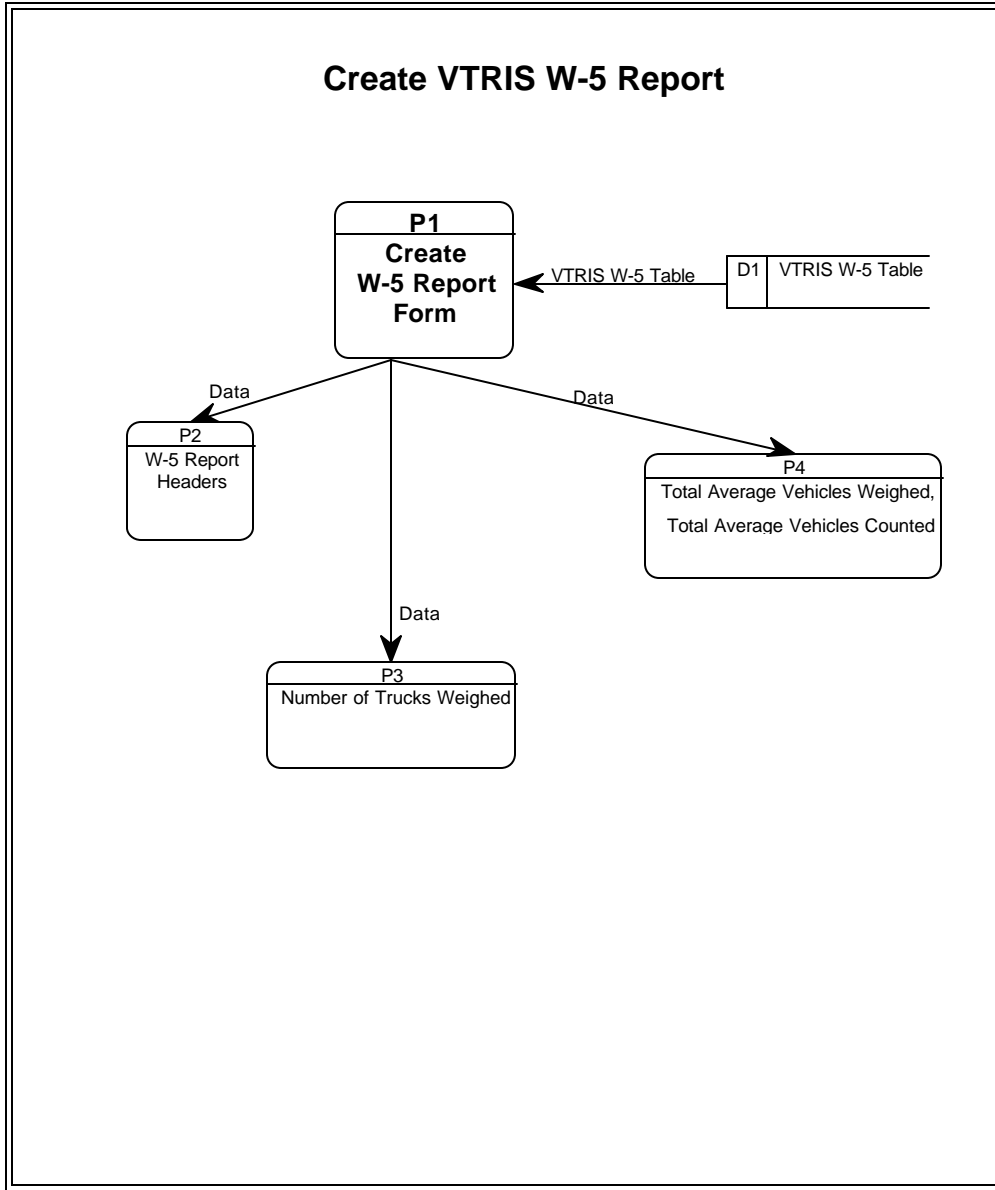 Create VTRIS W-5 Report
P1
Create
W-5 Report
Form
VTRIS W-5 Table
D1
VTRIS W-5 Table
Data
Data
P2
W-5 Report
Headers
P4
Total Average Vehicles Weighed,
Total Average Vehicles Counted
Data
P3
Number of Trucks Weighed